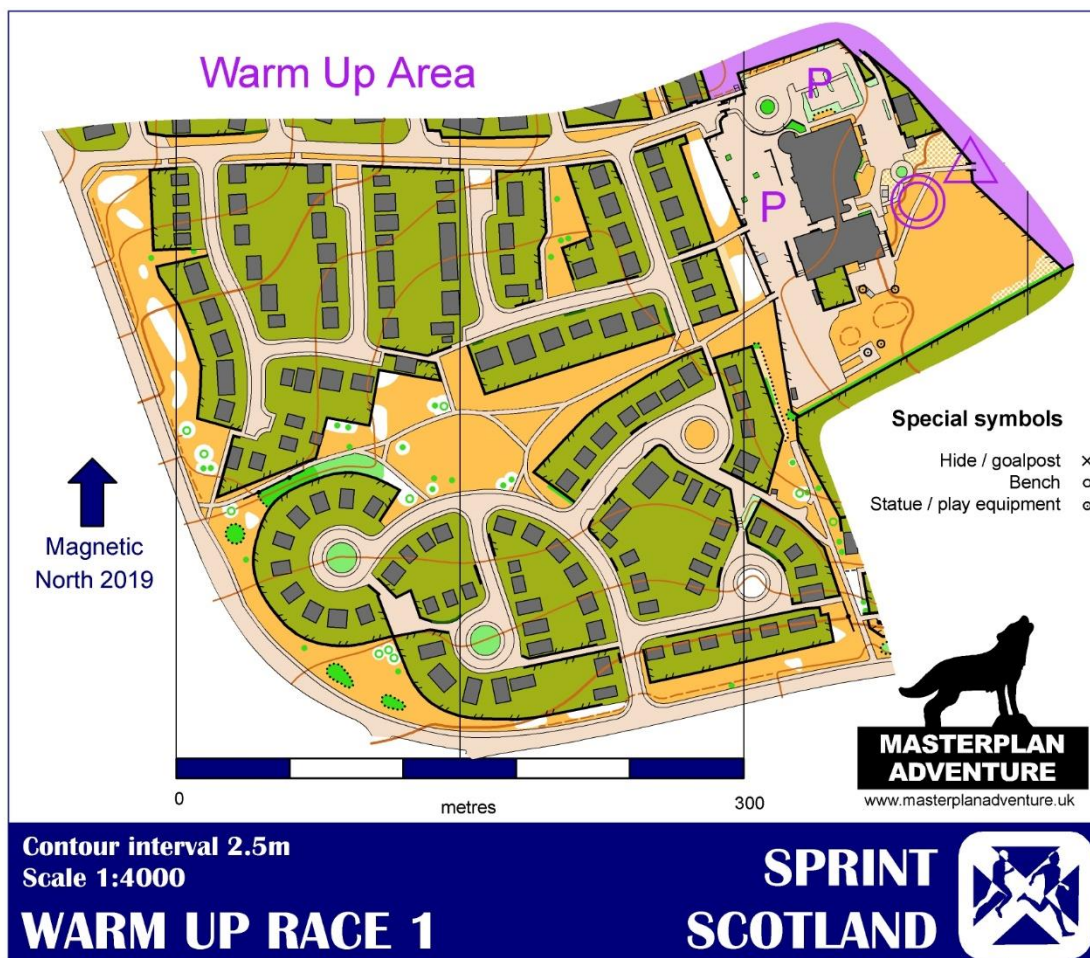 Warm Up Area
P
P
Special symbols
Hide / goalpost ×
Bench o
Statue / play equipment
Magnetic
North 2019
MASTERPLAN
ADVENTURE
www.masterplanadventure.uk
0
metres
300
Contour interval 2.5m
Scale 1:4000
WARM UP RACE 1
SPRINT
SCOTLAND